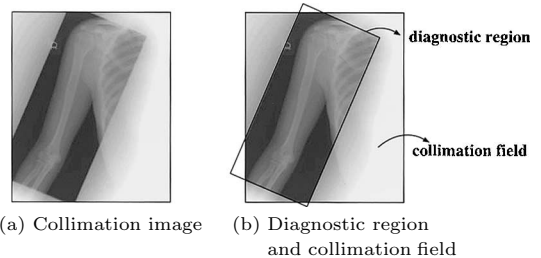 diagnostic region
collimation field
(a) Collimation image
(b) Diagnostic region
and collimation field